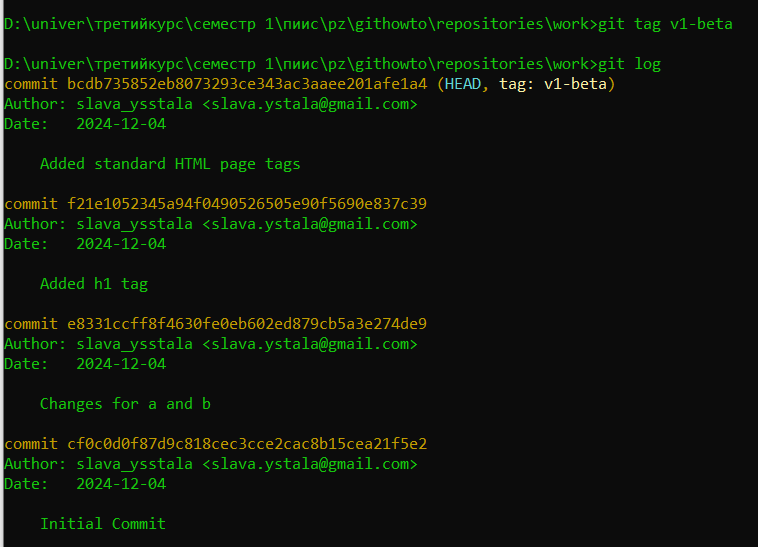 D:\univer\третийкурс\семестр 1\пиис\pz\githowto\repositories\work>git tag v1-beta
D:\univer\третийкурс\семестр 1\пиис\pz\githowto\repositories\work>git log
commit bcdb735852eb8073293ce343ac3aaee201afe1a4 (HEAD, tag: v1-beta)
Author: slava_ysstala <slava.ystala@gmail.com>
Date:   2024-12-04
Added standard HTML page tags
commit f21e1052345a94f0490526505e90f5690e837c39
Author: slava_ysstala <slava.ystala@gmail.com>
Date:   2024-12-04
Added h1 tag
commit e8331ccff8f4630fe0eb602ed879cb5a3e274de9
Author: slava_ysstala <slava.ystala@gmail.com>
Date:   2024-12-04
Changes for a and b
commit cf0c0d0f87d9c818cec3cce2cac8b15cea21f5e2
Author: slava_ysstala <slava.ystala@gmail.com>
Date:   2024-12-04
Initial Commit